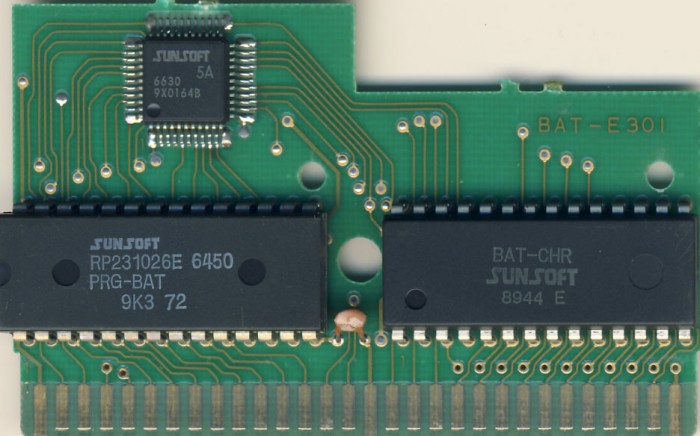 SUNSOFT
5A
6630
9X0164B
BAT-E301
SUNSOFT
RP231026E 6450
PRG-BAT
9K3 72
BAT-CHR
SUNSOFT
8944 E